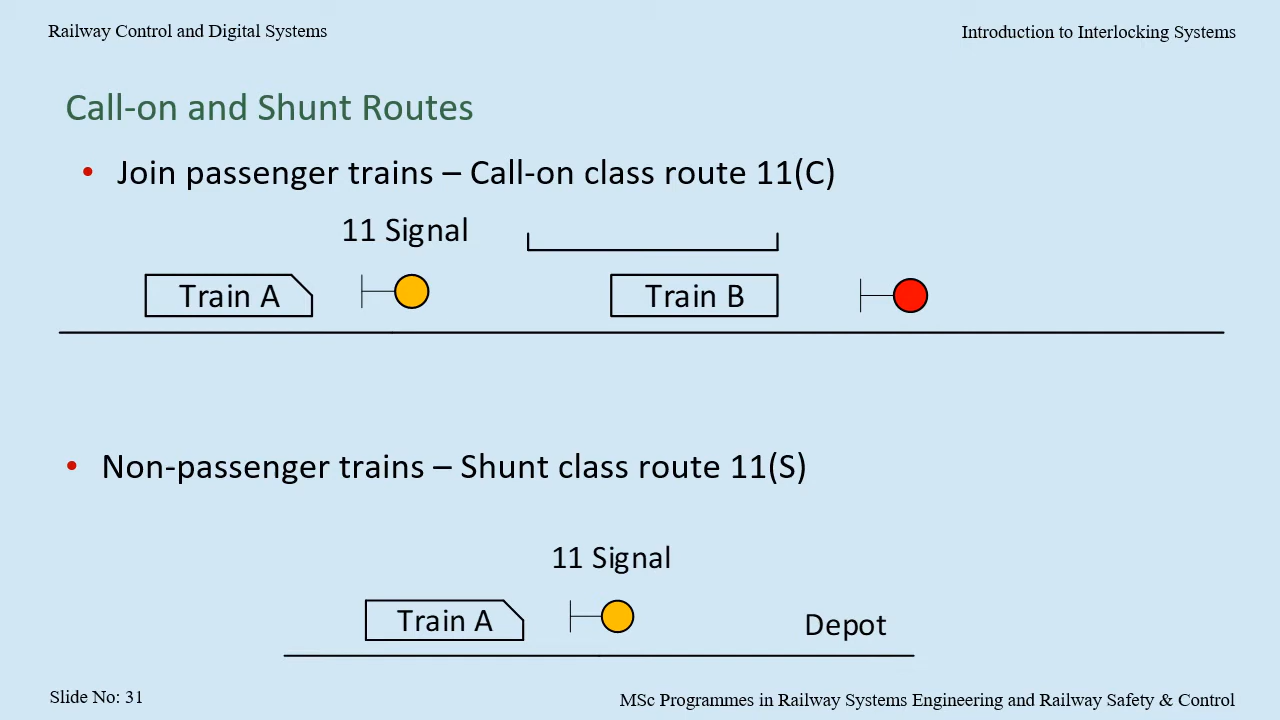 Railway Control and Digital Systems
Introduction to Interlocking Systems
Call-on and Shunt Routes
• Join passenger trains – Call-on class route 11(C)
11 Signal
Train A
Train B
• Non-passenger trains – Shunt class route 11(S)
11 Signal
Train A
Depot
Slide No: 31
MSc Programmes in Railway Systems Engineering and Railway Safety & Control